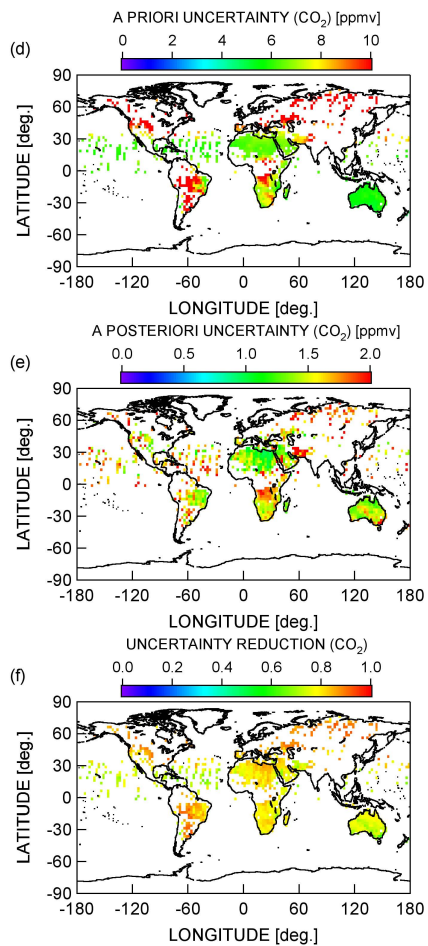 A PRIORI UNCERTAINTY (CO2) [ppmv]
(d)
0 2 4 6 8 10
90
60
30
0
-30
-60
-90
LATITUDE [deg.]
-180 -120 -60 0 60 120 180
LONGITUDE [deg.]
A POSTERIORI UNCERTAINTY (CO2) [ppmv]
(e)
0.0 0.5 1.0 1.5 2.0
90
60
30
0
-30
-60
-90
LATITUDE [deg.]
-180 -120 -60 0 60 120 180
LONGITUDE [deg.]
UNCERTAINTY REDUCTION (CO2)
(f)
0.0 0.2 0.4 0.6 0.8 1.0
90
60
30
0
-30
-60
-90
LATITUDE [deg.]
-180 -120 -60 0 60 120 180
LONGITUDE [deg.]